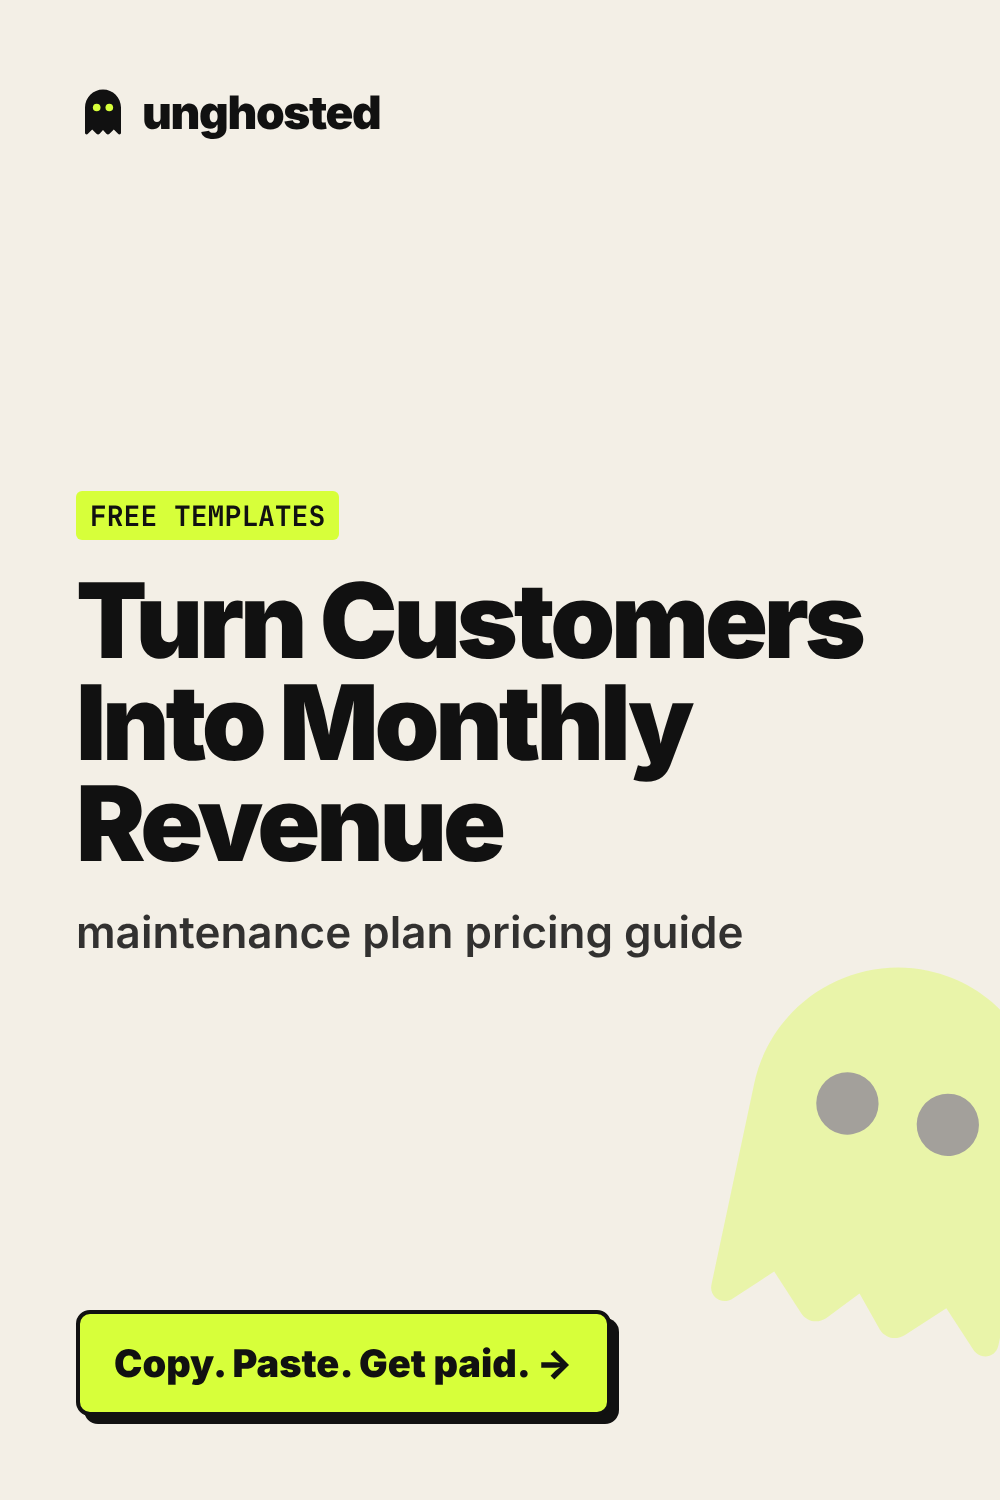 unghosted
FREE TEMPLATES
Turn Customers
Into Monthly
Revenue
maintenance plan pricing guide
Copy. Paste. Get paid. →